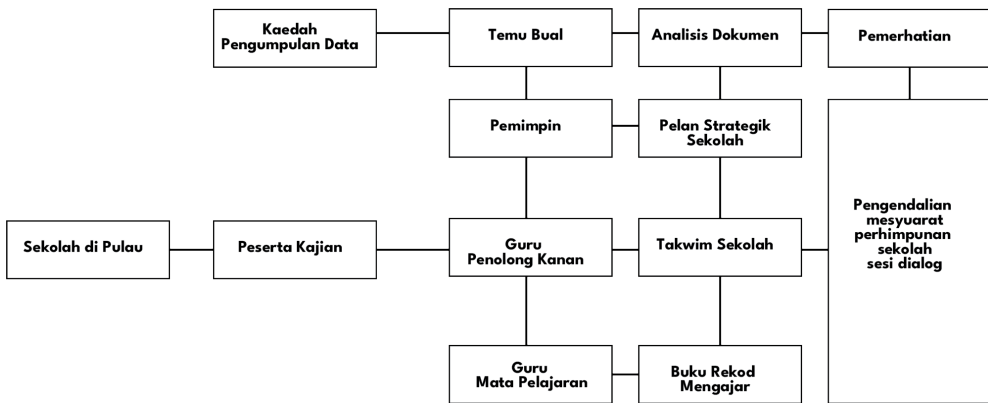 Kaedah
Pengumpulan Data
Temu Bual
Analisis Dokumen
Pemerhatian
Pemimpin
Pelan Strategik
Sekolah
Sekolah di Pulau
Peserta Kajian
Guru
Penolong Kanan
Takwim Sekolah
Pengendalian
mesyuarat
perhimpunan
sekolah
sesi dialog
Guru
Mata Pelajaran
Buku Rekod
Mengajar